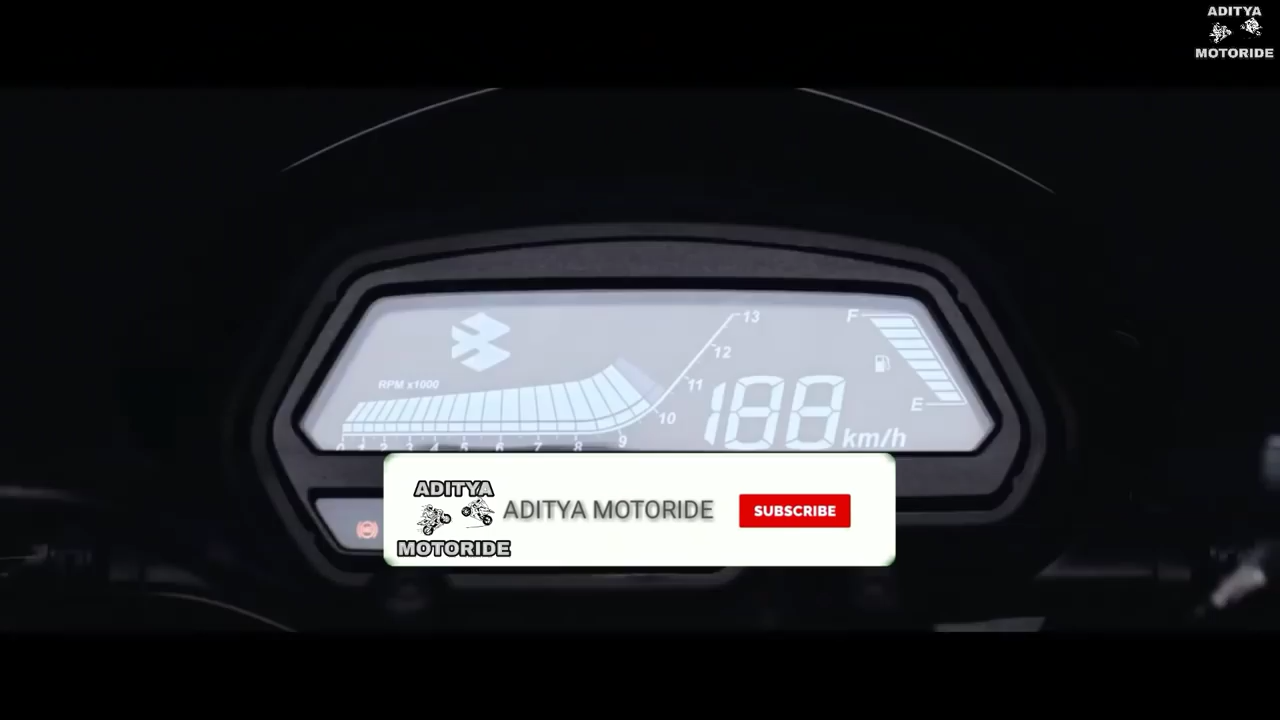 ADITYA
MOTORIDE
13
F
12
RPM x1000
11
188
E
10
km/h
0 1 2 3 4 5 6 7 8 9
ADITYA
MOTORIDE
ADITYA MOTORIDE
SUBSCRIBE